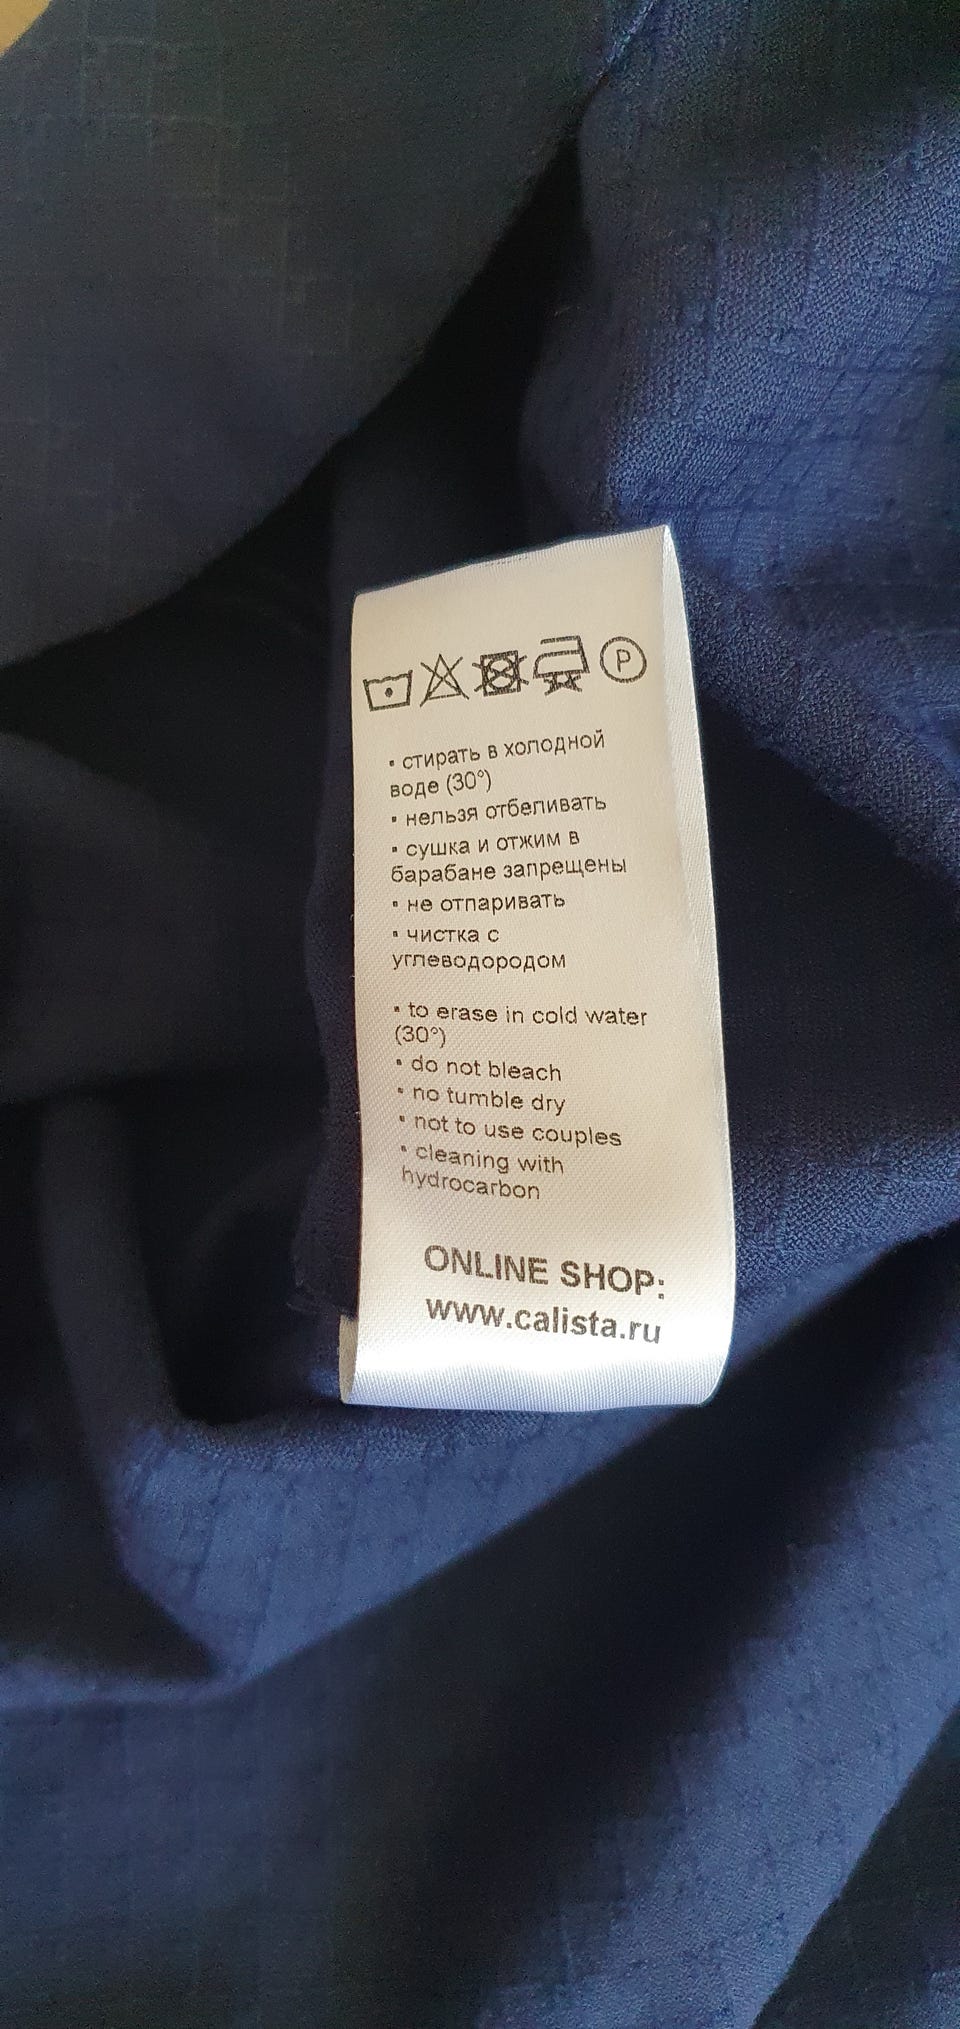 P
▪ стирать в холодной
воде (30°)
▪ нельзя отбеливать
▪ сушка и отжим в
барабане запрещены
▪ не отпаривать
▪ чистка с
углеводородом
▪ to erase in cold water
(30°)
▪ do not bleach
▪ no tumble dry
▪ not to use couples
▪ cleaning with
hydrocarbon
ONLINE SHOP:
www.calista.ru